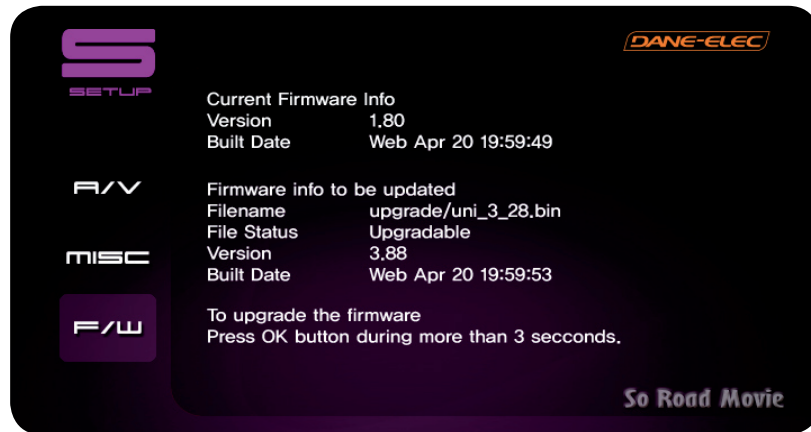 S
SETUP
DANE-ELEC
Current Firmware Info
Version 1.80
Built Date Web Apr 20 19:59:49
A/V
Firmware info to be updated
Filename upgrade/uni_3_28.bin
File Status Upgradable
MISC
Version 3.88
Built Date Web Apr 20 19:59:53
F/W
To upgrade the firmware
Press OK button during more than 3 secconds.
So Road Movie